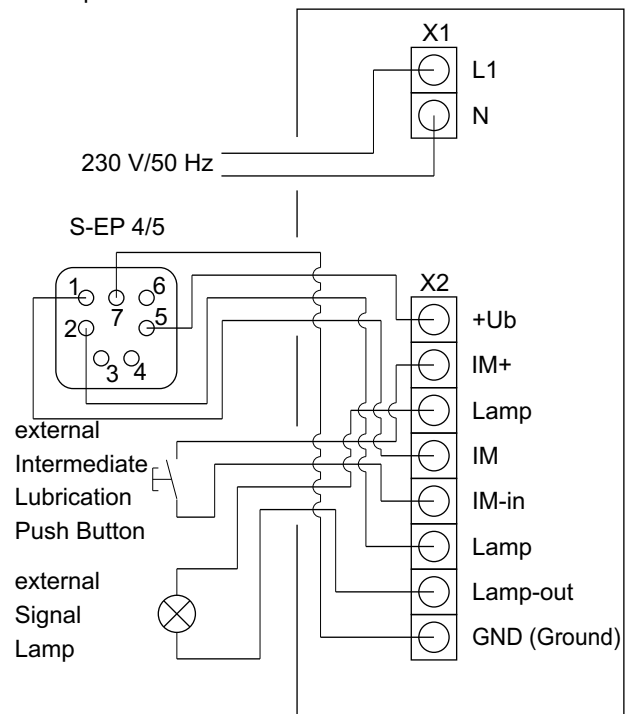 X1
L1
N
230 V/50 Hz
S-EP 4/5
1
7
6
2
5
3
4
X2
+Ub
IM+
Lamp
IM
IM-in
Lamp
Lamp-out
GND (Ground)
external
Intermediate
Lubrication
Push Button
external
Signal
Lamp